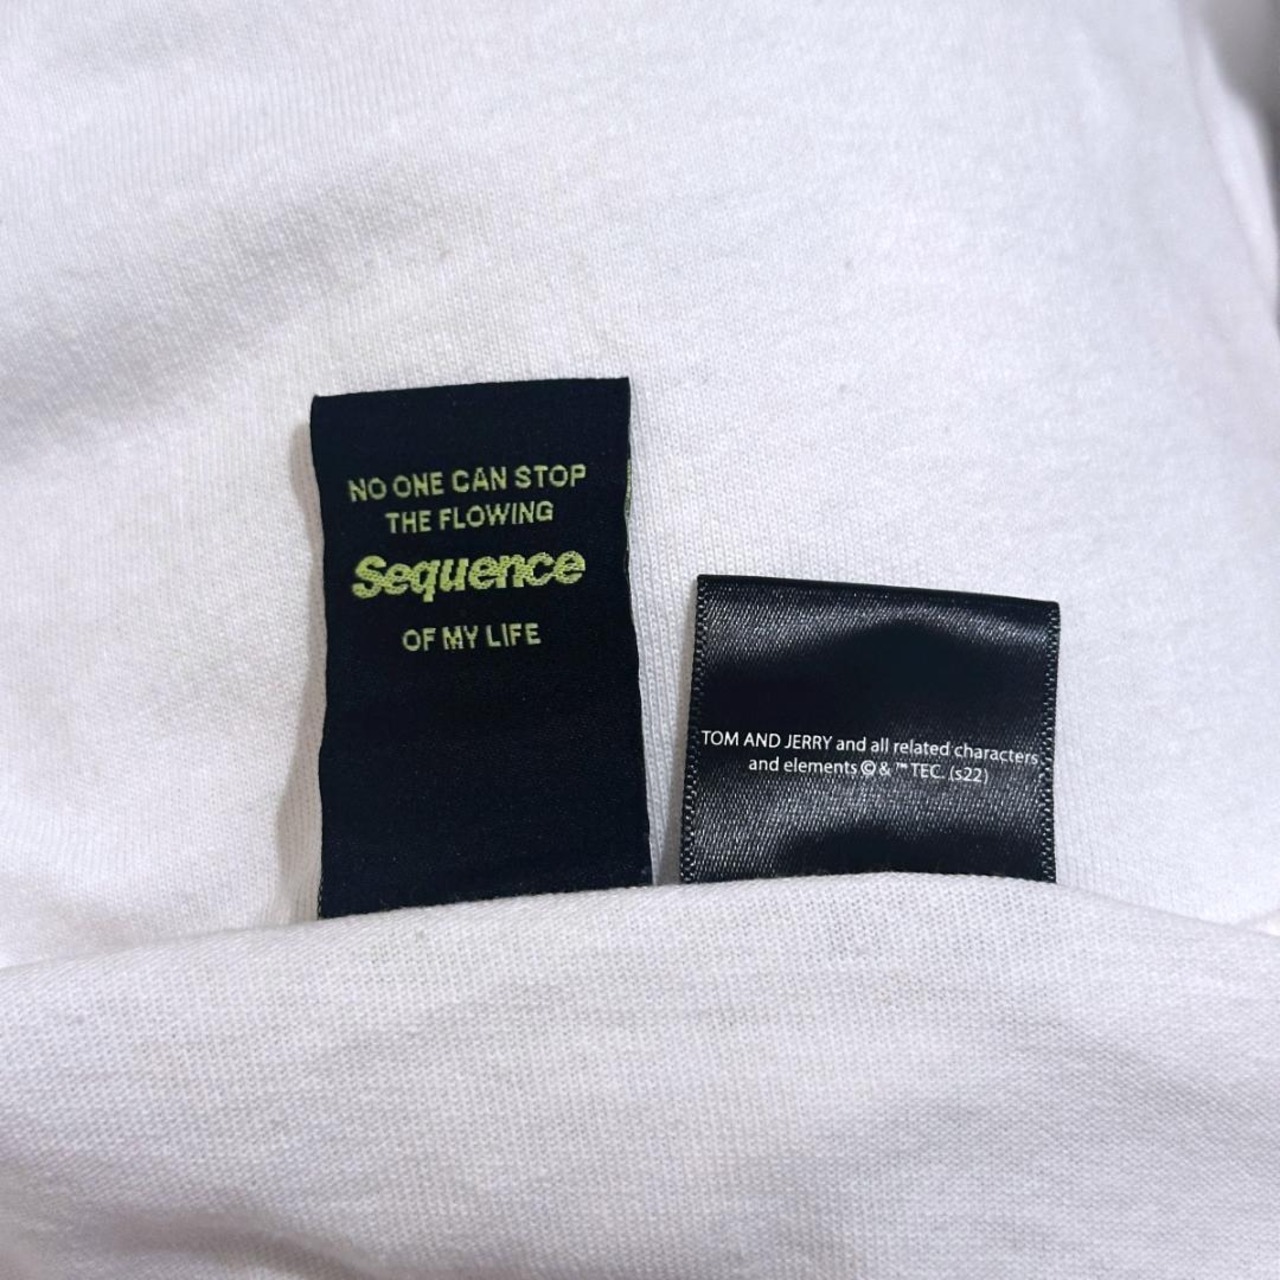 NO ONE CAN STOP
THE FLOWING
Sequence
OF MY LIFE
TOM AND JERRY and all related characters
and elements © & ™ TEC. (s22)